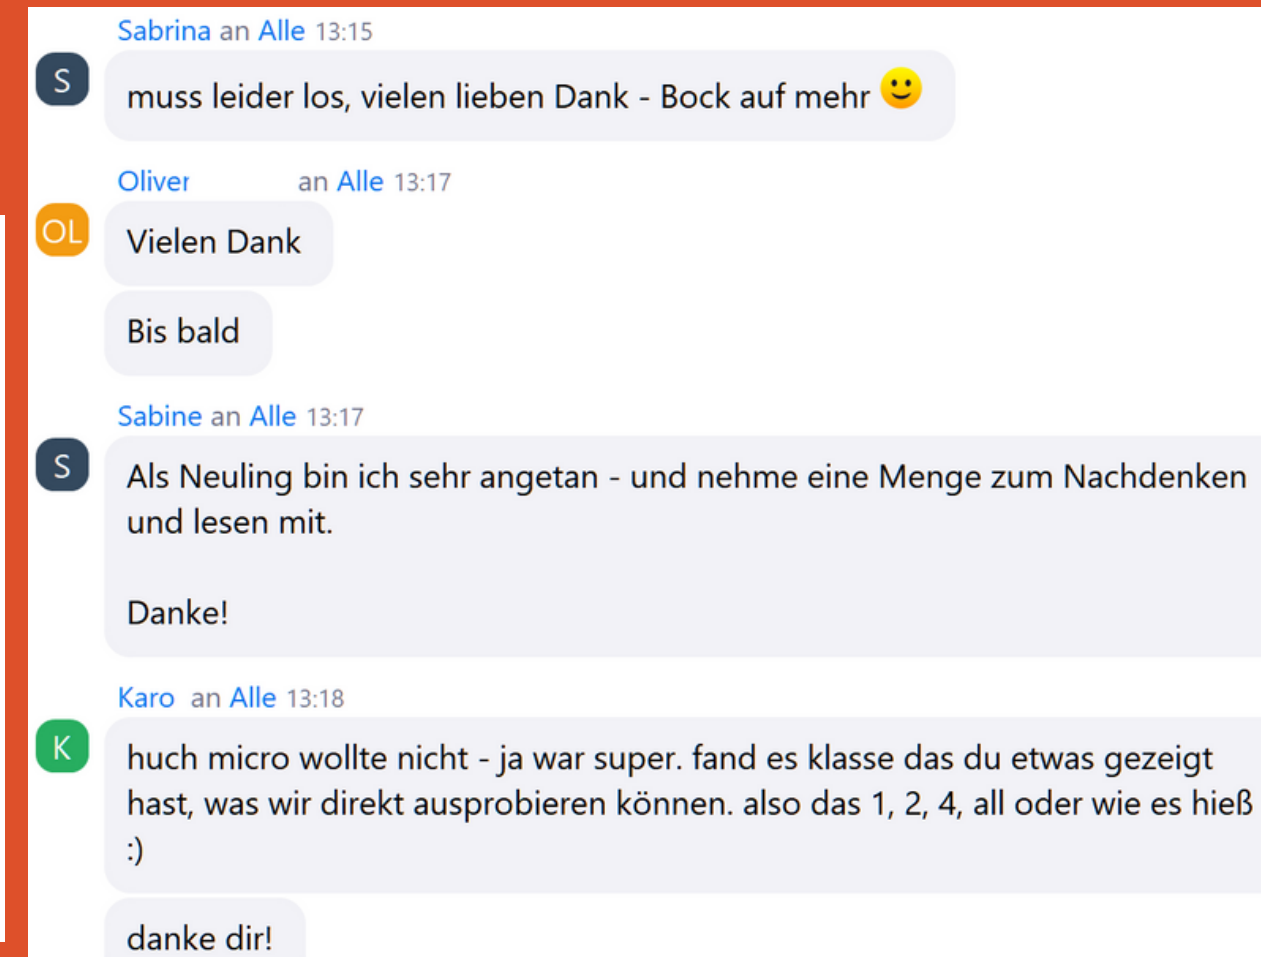 Sabrina an Alle 13:15
S
muss leider los, vielen lieben Dank - Bock auf mehr 🙂
Oliver an Alle 13:17
OL
Vielen Dank
Bis bald
Sabine an Alle 13:17
S
Als Neuling bin ich sehr angetan - und nehme eine Menge zum Nachdenken
und lesen mit.
Danke!
Karo an Alle 13:18
K
huch micro wollte nicht - ja war super. fand es klasse das du etwas gezeigt
hast, was wir direkt ausprobieren können. also das 1, 2, 4, all oder wie es hieß
:)
danke dir!